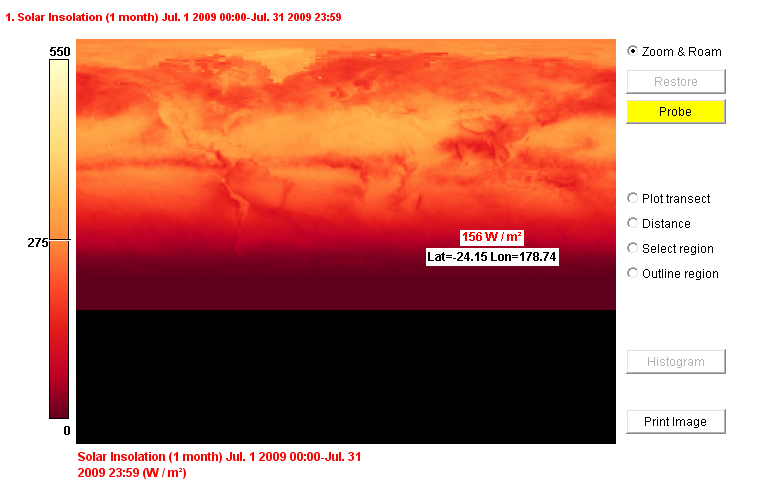 1. Solar Insolation (1 month) Jul. 1 2009 00:00-Jul. 31 2009 23:59
550
Zoom & Roam
Restore
Probe
Plot transect
Distance
156 W / m²
275
Select region
Lat=-24.15 Lon=178.74
Outline region
Histogram
Print Image
0
Solar Insolation (1 month) Jul. 1 2009 00:00-Jul. 31
2009 23:59 (W / m²)